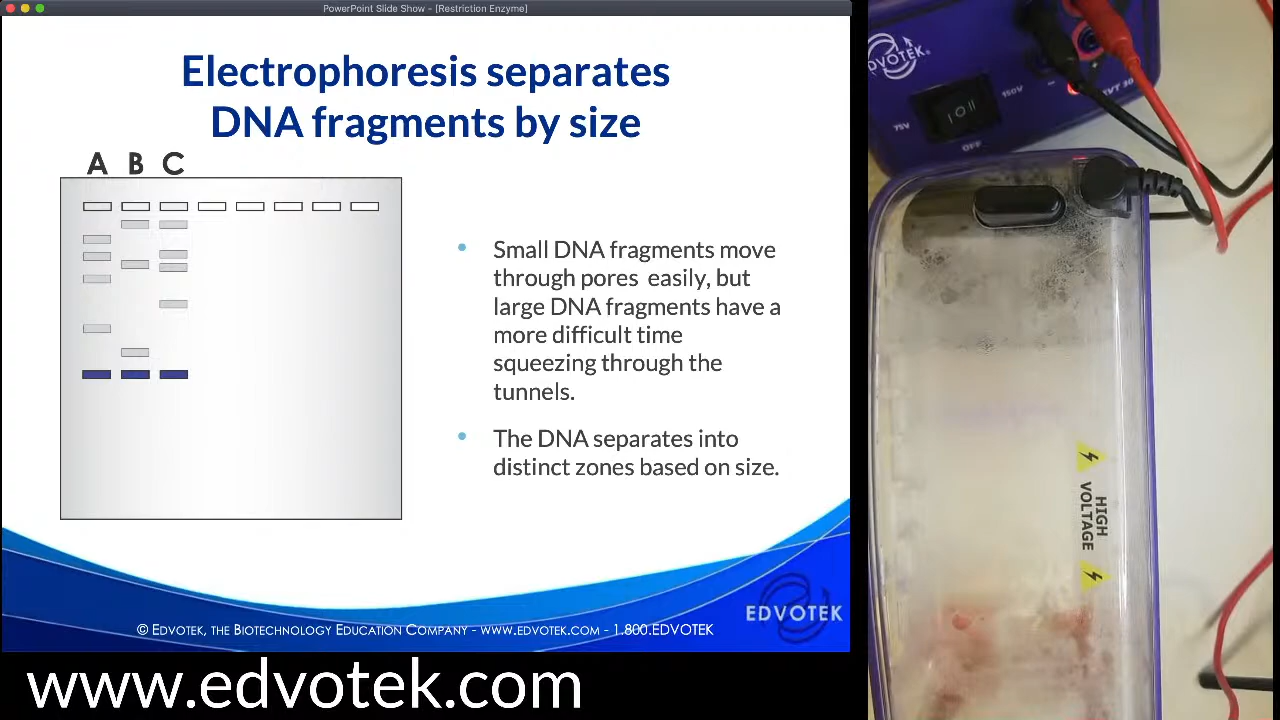 PowerPoint Slide Show - [Restriction Enzyme]
Electrophoresis separates
DNA fragments by size
A B C
Small DNA fragments move
through pores easily, but
large DNA fragments have a
more difficult time
squeezing through the
tunnels.
The DNA separates into
distinct zones based on size.
EDVOTEK
© EDVOTEK, THE BIOTECHNOLOGY EDUCATION COMPANY - WWW.EDVOTEK.COM - 1.800.EDVOTEK
www.edvotek.com
EDVOTEK®
75V
150V
OFF
HIGH
VOLTAGE